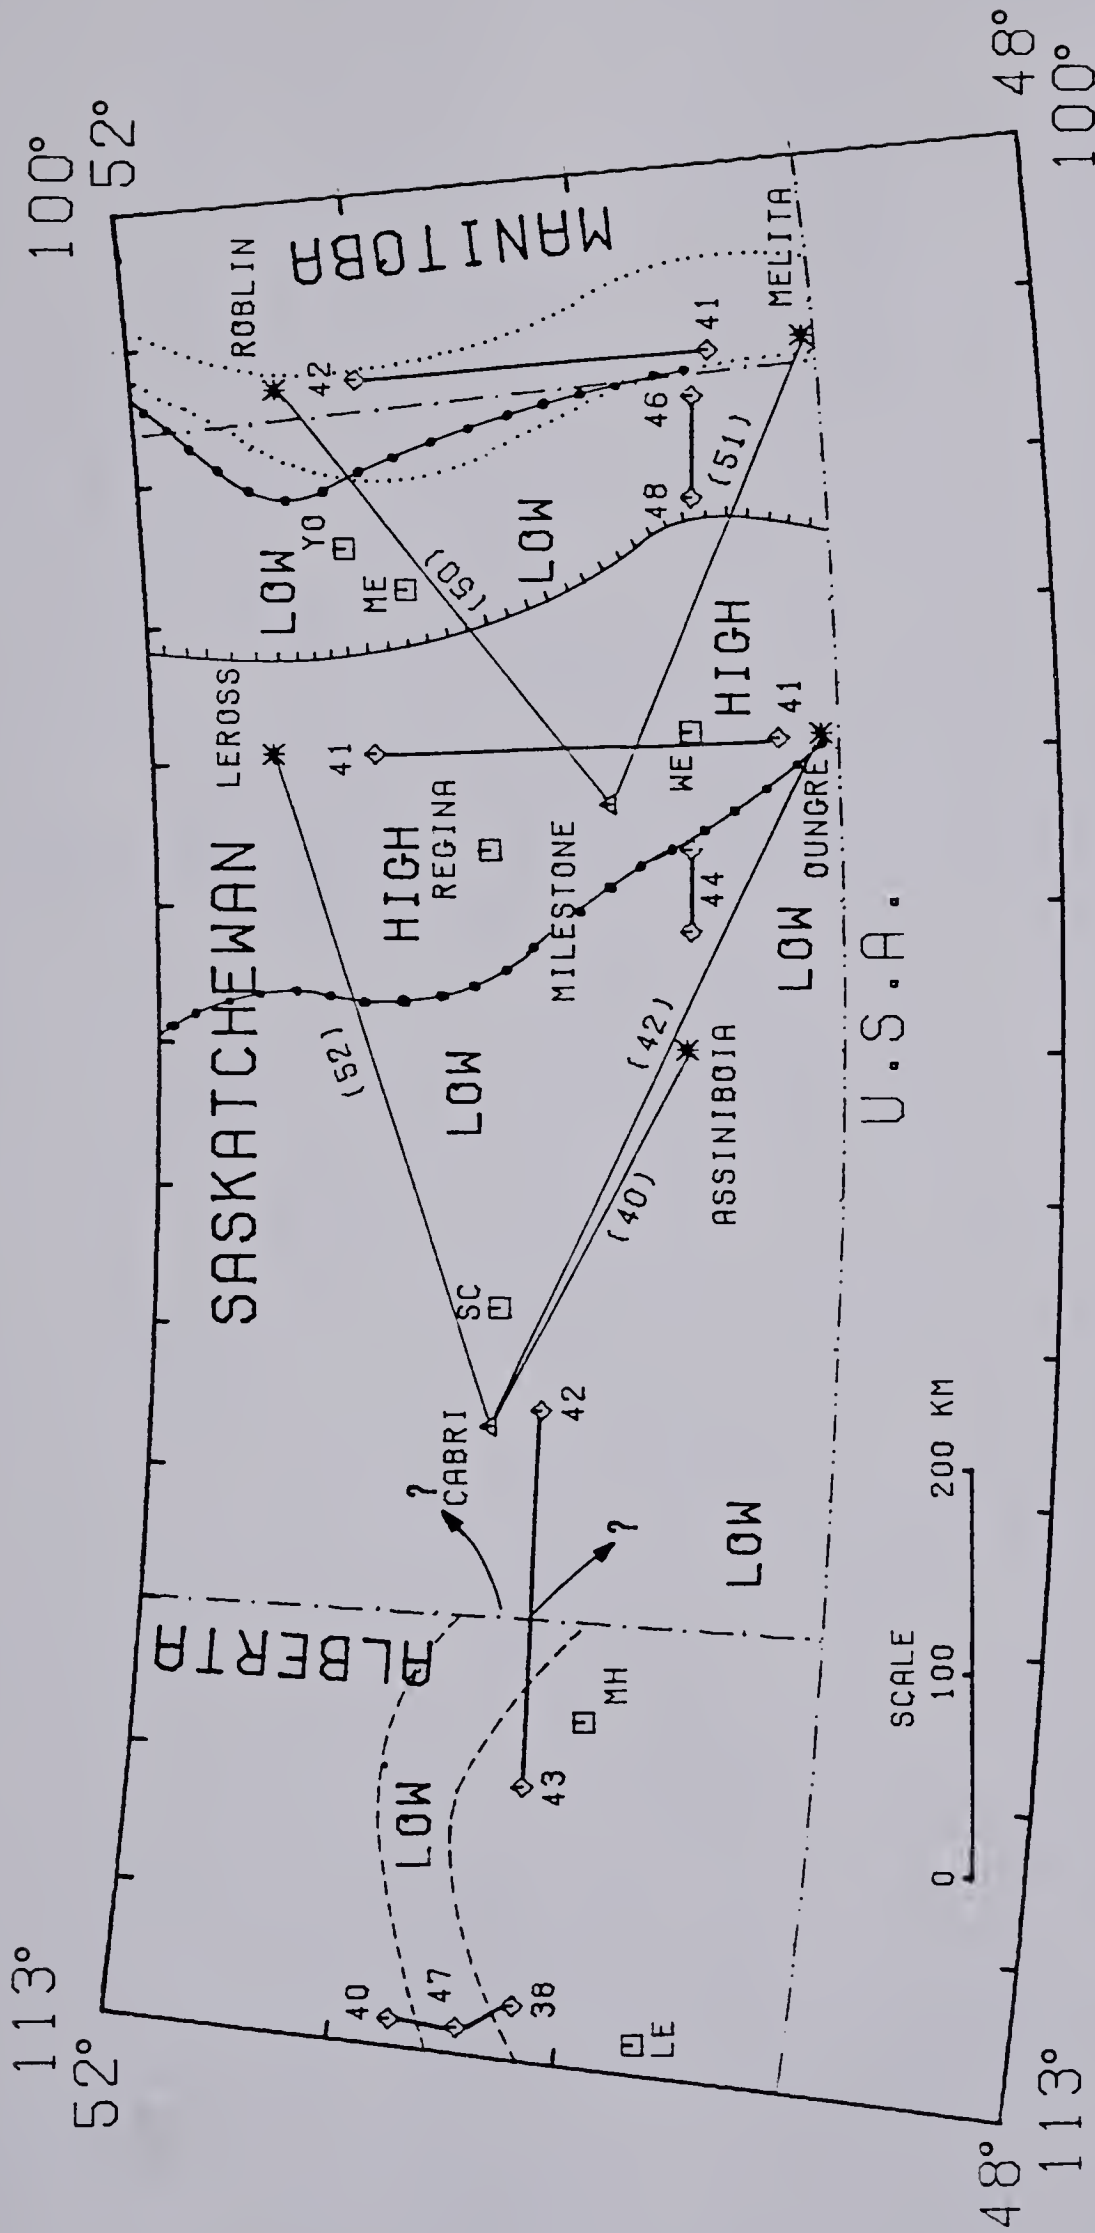 113°
52°
100°
52°
SASKATCHEWAN
ALBERTA
MANITOBA
LEROSS
ROBLIN
LOW
YO
ME
LOW
42
41
40
47
38
LOW
?
CABRI
SC
(52)
HIGH
REGINA
(50)
LOW
43
42
?
MH
LOW
MILESTONE
48
46
(51)
41
MELITA
WE
HIGH
41
44
(42)
(40)
ASSINIBOIA
LOW
OUNGRE
LE
LOW
U.S.A.
SCALE
0 100 200 KM
48°
113°
48°
100°